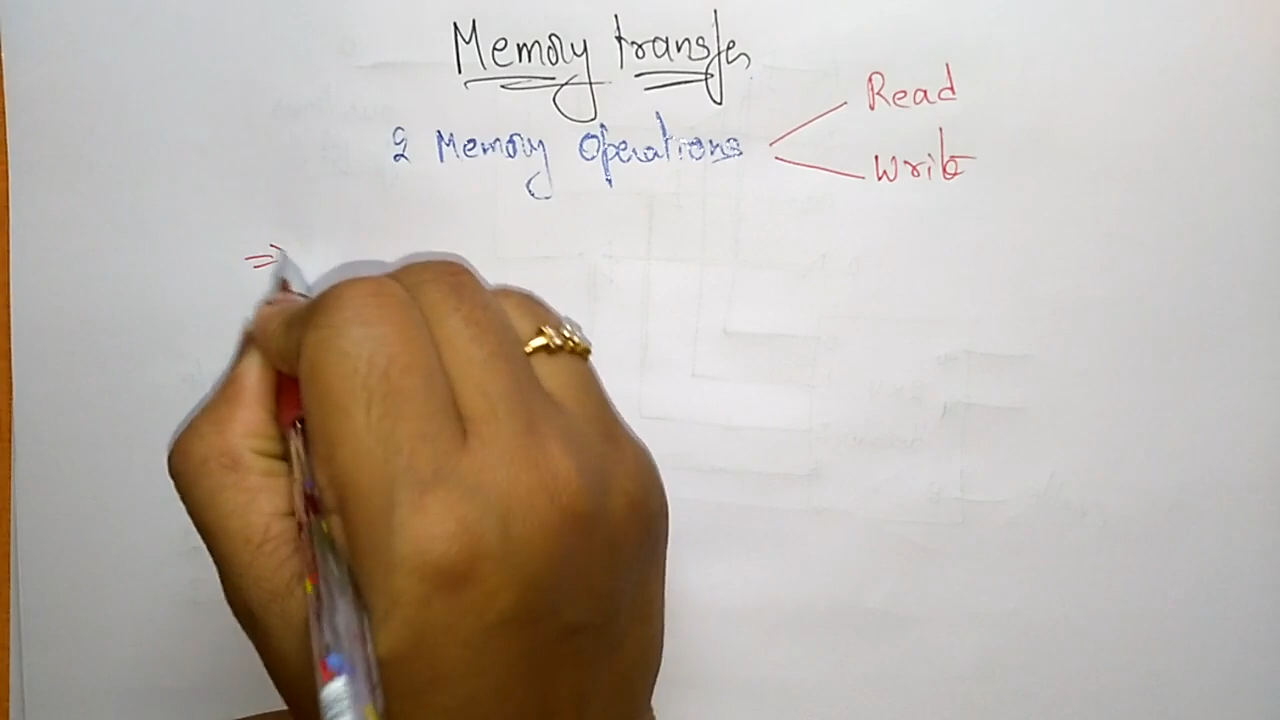 Memory transfer
2 Memory Operations
Read
Write
⇒